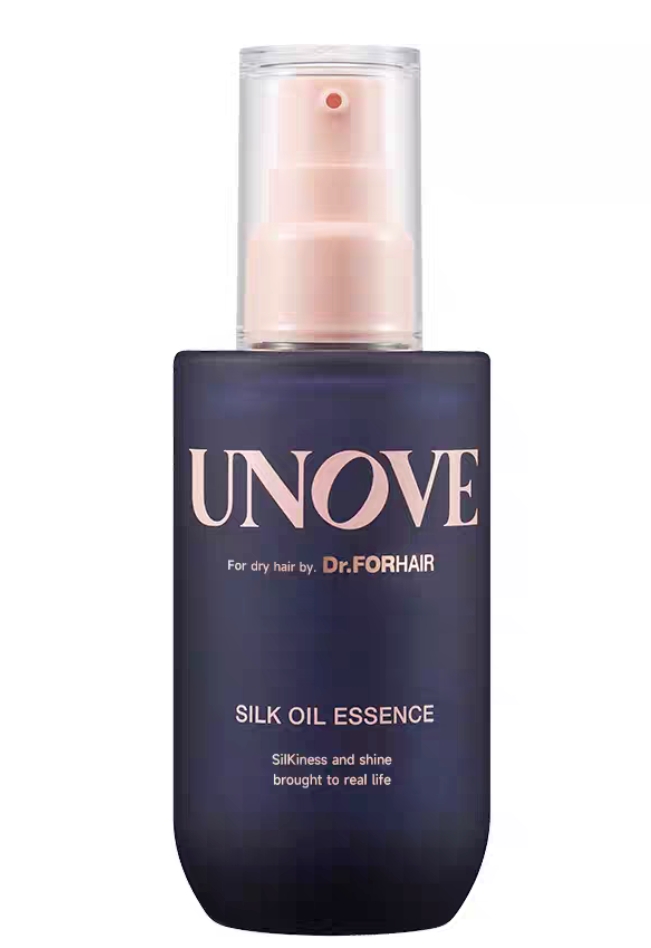 UNOVE
For dry hair by. Dr.FORHAIR
SILK OIL ESSENCE
SilKiness and shine
brought to real life